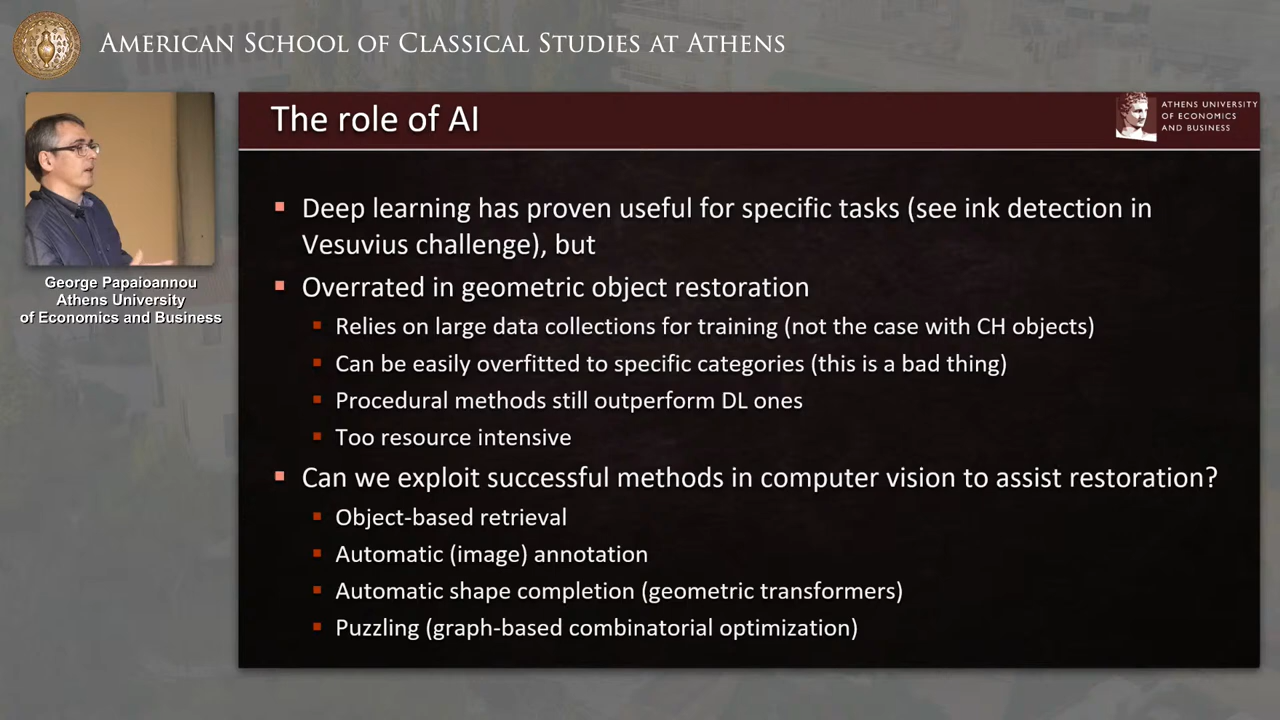 AMERICAN SCHOOL OF CLASSICAL STUDIES AT ATHENS
George Papaioannou
Athens University
of Economics and Business
The role of AI
ATHENS UNIVERSITY
OF ECONOMICS
AND BUSINESS
Deep learning has proven useful for specific tasks (see ink detection in
Vesuvius challenge), but
Overrated in geometric object restoration
Relies on large data collections for training (not the case with CH objects)
Can be easily overfitted to specific categories (this is a bad thing)
Procedural methods still outperform DL ones
Too resource intensive
Can we exploit successful methods in computer vision to assist restoration?
Object-based retrieval
Automatic (image) annotation
Automatic shape completion (geometric transformers)
Puzzling (graph-based combinatorial optimization)